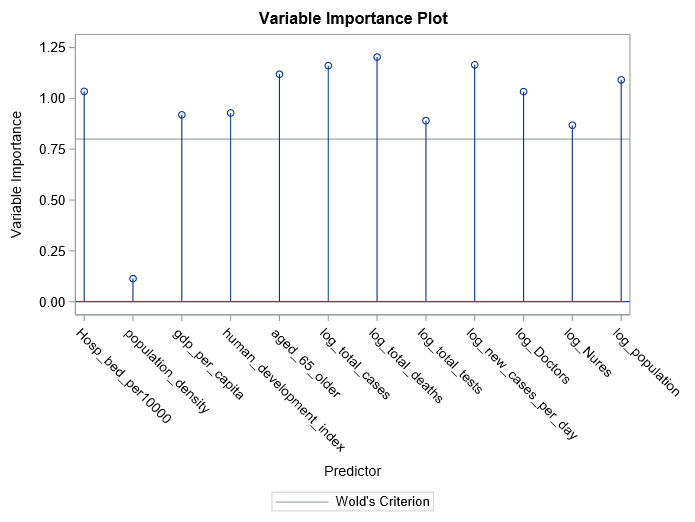 Variable Importance Plot
1.25
1.00
0.75
0.50
0.25
0.00
Variable Importance
Hosp_bed_per10000
population_density
gdp_per_capita
human_development_index
aged_65_older
log_total_cases
log_total_deaths
log_total_tests
log_new_cases_per_day
log_Doctors
log_Nures
log_population
Predictor
Wold's Criterion